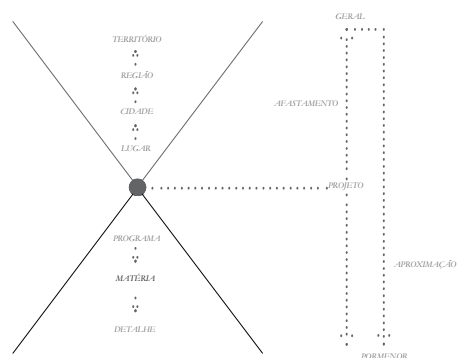 GERAL
TERRITÓRIO
REGIÃO
AFASTAMENTO
CIDADE
LUGAR
PROJETO
PROGRAMA
APROXIMAÇÃO
MATÉRIA
DETALHE
PORMENOR